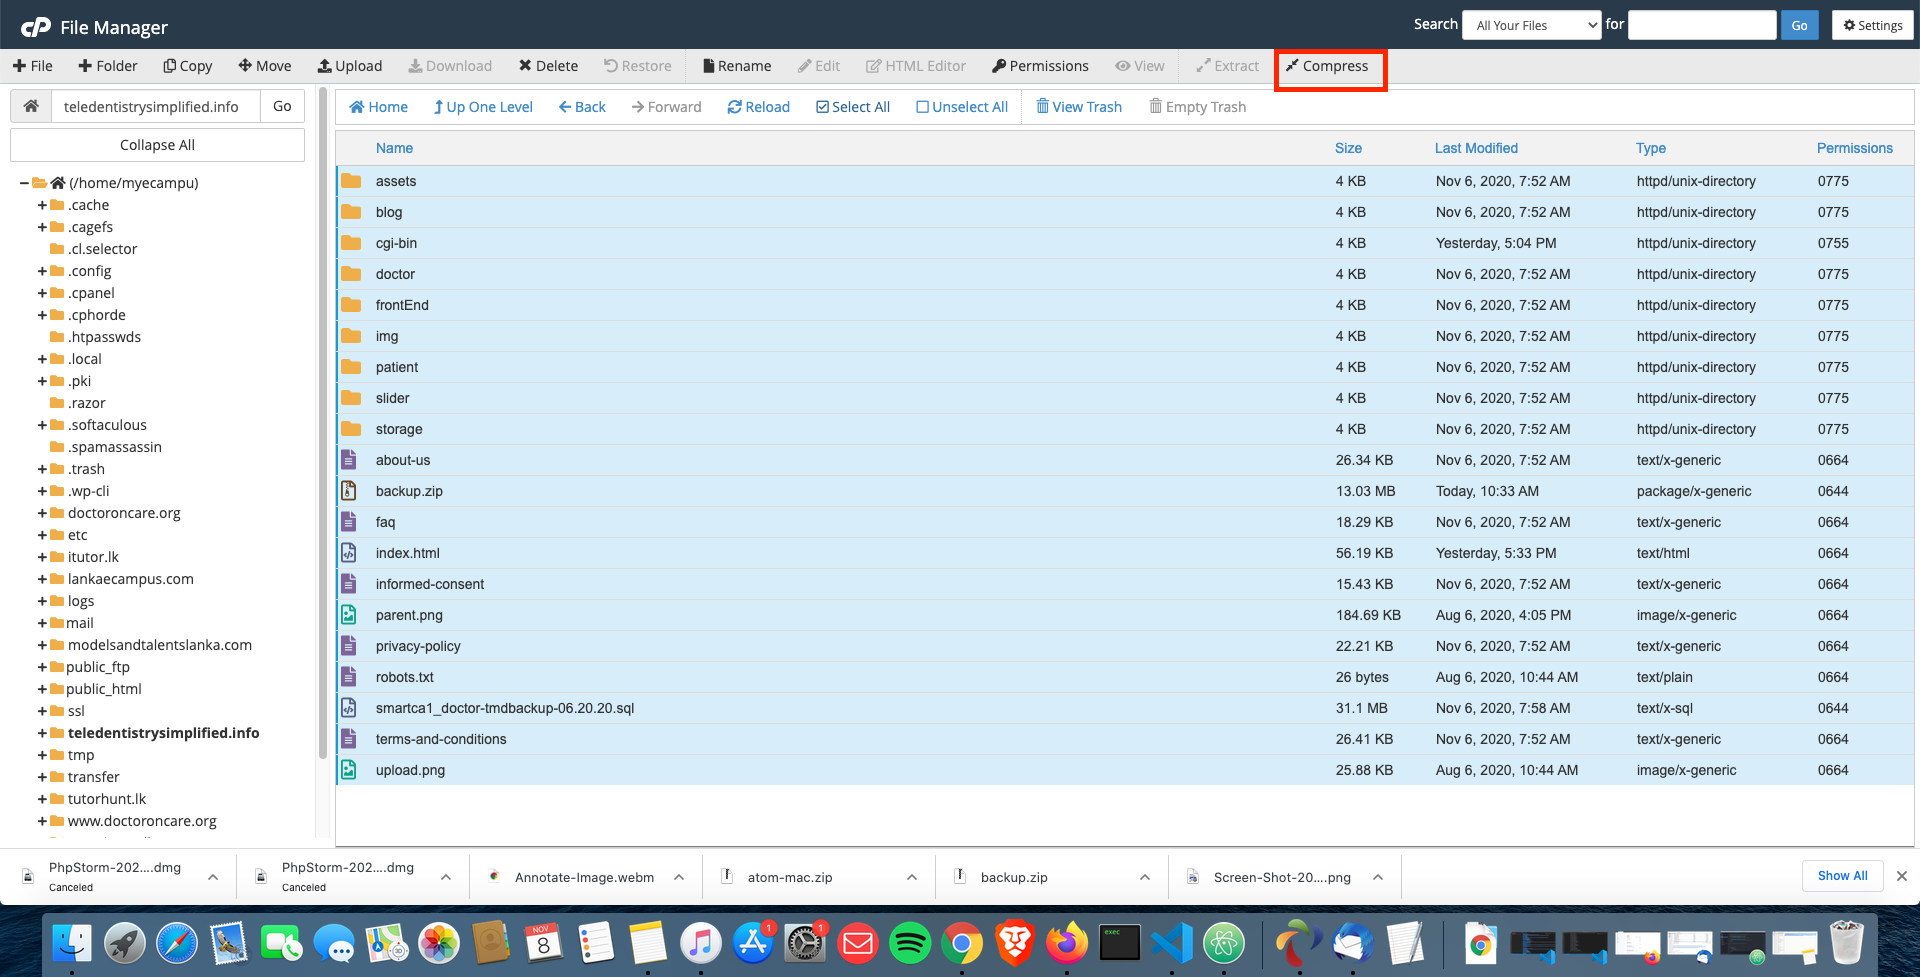 cP File Manager
Search All Your Files for Go Settings
File Folder Copy Move Upload Download Delete Restore Rename Edit HTML Editor Permissions View Extract Compress
teledentistrysimplified.info Go
Home Up One Level Back Forward Reload Select All Unselect All View Trash Empty Trash
Collapse All
(/home/myecampu)
.cache
.cagefs
.cl.selector
.config
.cpanel
.cphorde
.htpasswds
.local
.pki
.razor
.softaculous
.spamassassin
.trash
.wp-cli
doctoroncare.org
etc
itutor.lk
lankaecampus.com
logs
mail
modelsandtalentslanka.com
public_ftp
public_html
ssl
teledentistrysimplified.info
tmp
transfer
tutorhunt.lk
www.doctoroncare.org
Name Size Last Modified Type Permissions
assets 4 KB Nov 6, 2020, 7:52 AM httpd/unix-directory 0775
blog 4 KB Nov 6, 2020, 7:52 AM httpd/unix-directory 0775
cgi-bin 4 KB Yesterday, 5:04 PM httpd/unix-directory 0755
doctor 4 KB Nov 6, 2020, 7:52 AM httpd/unix-directory 0775
frontEnd 4 KB Nov 6, 2020, 7:52 AM httpd/unix-directory 0775
img 4 KB Nov 6, 2020, 7:52 AM httpd/unix-directory 0775
patient 4 KB Nov 6, 2020, 7:52 AM httpd/unix-directory 0775
slider 4 KB Nov 6, 2020, 7:52 AM httpd/unix-directory 0775
storage 4 KB Nov 6, 2020, 7:52 AM httpd/unix-directory 0775
about-us 26.34 KB Nov 6, 2020, 7:52 AM text/x-generic 0664
backup.zip 13.03 MB Today, 10:33 AM package/x-generic 0644
faq 18.29 KB Nov 6, 2020, 7:52 AM text/x-generic 0664
index.html 56.19 KB Yesterday, 5:33 PM text/html 0664
informed-consent 15.43 KB Nov 6, 2020, 7:52 AM text/x-generic 0664
parent.png 184.69 KB Aug 6, 2020, 4:05 PM image/x-generic 0664
privacy-policy 22.21 KB Nov 6, 2020, 7:52 AM text/x-generic 0664
robots.txt 26 bytes Aug 6, 2020, 10:44 AM text/plain 0664
smartca1_doctor-tmdbackup-06.20.20.sql 31.1 MB Nov 6, 2020, 7:58 AM text/x-sql 0644
terms-and-conditions 26.41 KB Nov 6, 2020, 7:52 AM text/x-generic 0664
upload.png 25.88 KB Aug 6, 2020, 10:44 AM image/x-generic 0664
PhpStorm-202....dmg PhpStorm-202....dmg Annotate-Image.webm atom-mac.zip backup.zip Screen-Shot-20....png Show All
Canceled Canceled
NOV 8 1 1 exec